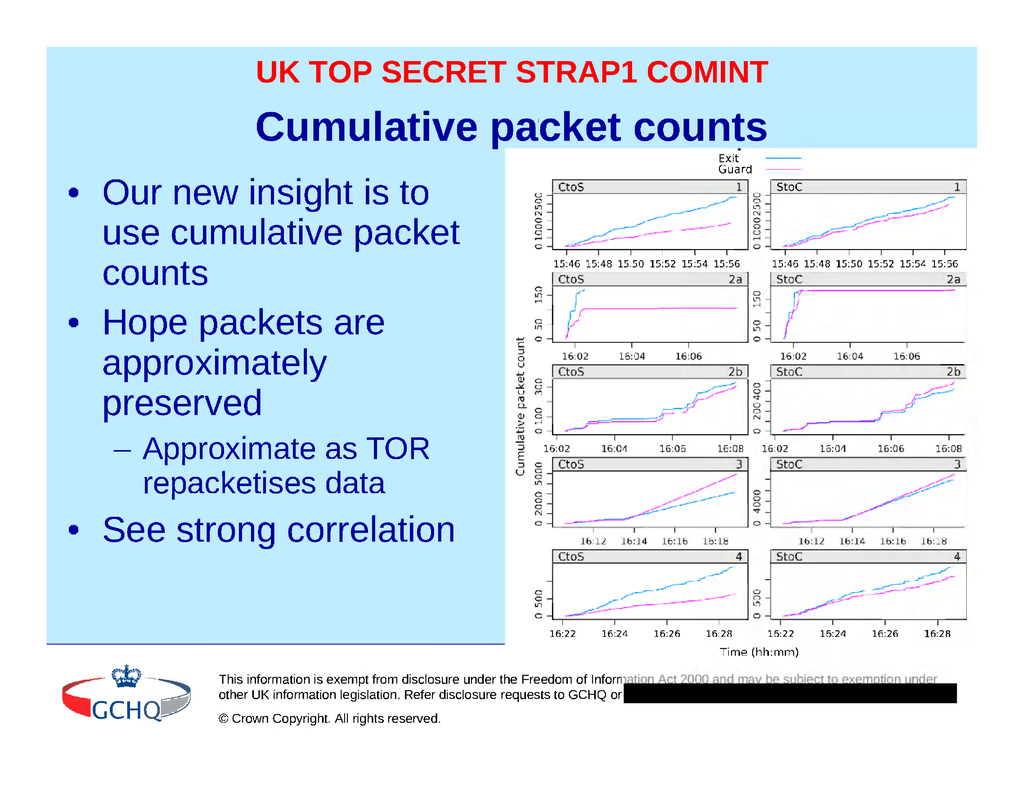 UK TOP SECRET STRAP1 COMINT
Cumulative packet counts
• Our new insight is to
use cumulative packet
counts
• Hope packets are
approximately
preserved
– Approximate as TOR
repacketises data
• See strong correlation
Exit
Guard
CtoS 1
StoC 1
0 1000 2500
0 1000 2500
15:46 15:48 15:50 15:52 15:54 15:56
15:46 15:48 15:50 15:52 15:54 15:56
CtoS 2a
StoC 2a
0 50 150
0 50 150
16:02 16:04 16:06
16:02 16:04 16:06
CtoS 2b
StoC 2b
0 100 300
0 200 400
16:02 16:04 16:06 16:08
16:02 16:04 16:06 16:08
CtoS 3
StoC 3
0 2000 5000
0 4000
16:12 16:14 16:16 16:18
16:12 16:14 16:16 16:18
CtoS 4
StoC 4
0 500
0 500
16:22 16:24 16:26 16:28
15:22 15:24 16:26 16:28
Cumulative packet count
Time (hh:mm)
GCHQ
This information is exempt from disclosure under the Freedom of Information Act 2000 and may be subject to exemption under
other UK information legislation. Refer disclosure requests to GCHQ or
© Crown Copyright. All rights reserved.